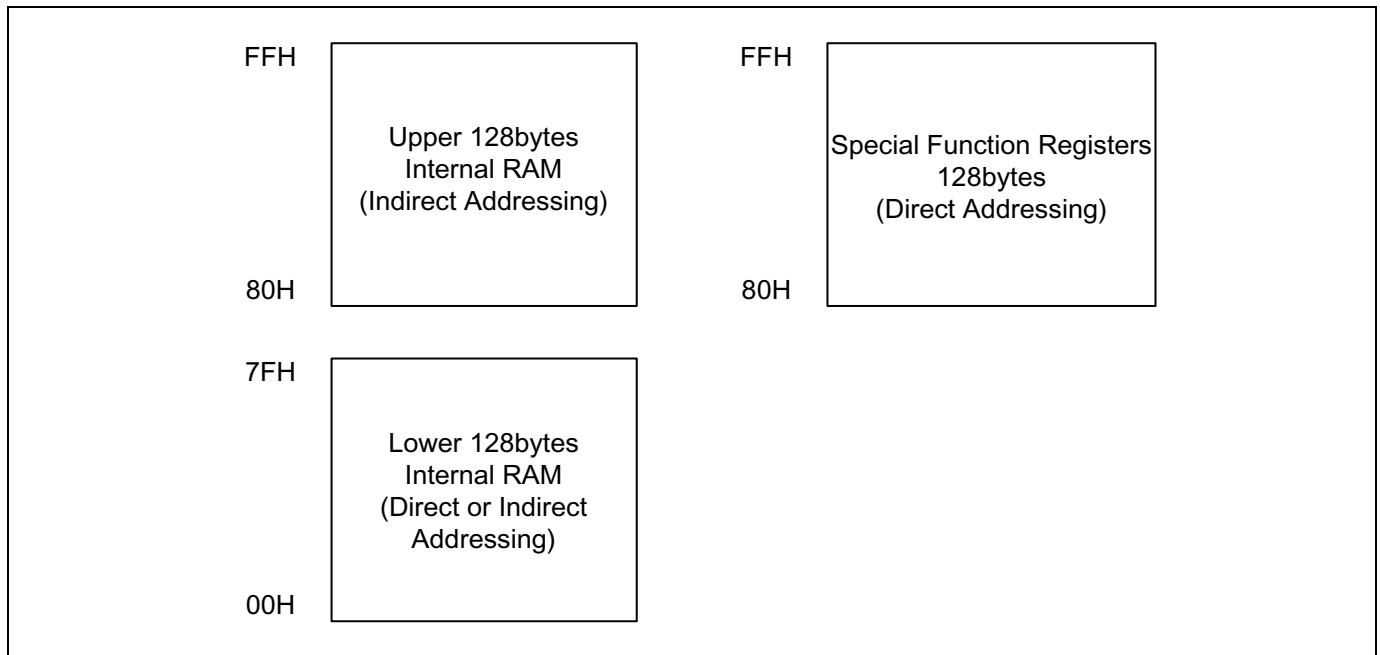 FFH
Upper 128bytes
Internal RAM
(Indirect Addressing)
80H
FFH
Special Function Registers
128bytes
(Direct Addressing)
80H
7FH
Lower 128bytes
Internal RAM
(Direct or Indirect
Addressing)
00H